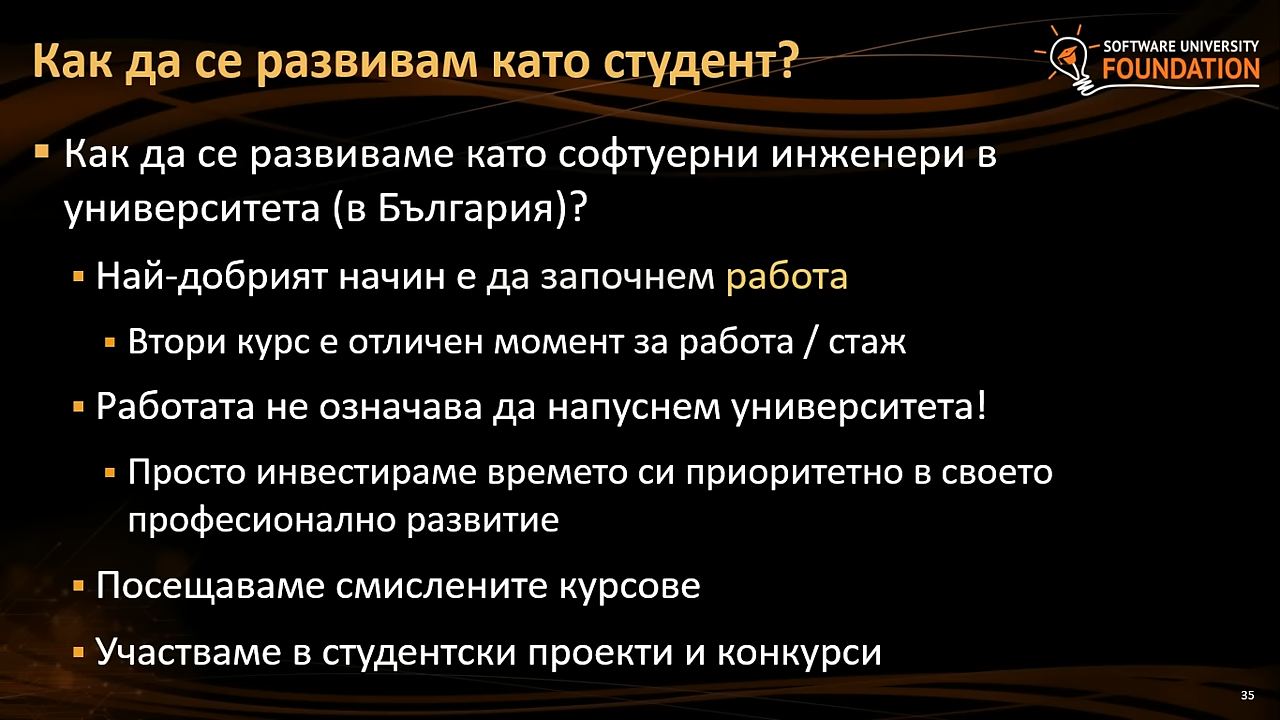 Как да се развивам като студент?
SOFTWARE UNIVERSITY
FOUNDATION
Как да се развиваме като софтуерни инженери в
университета (в България)?
Най-добрият начин е да започнем работа
Втори курс е отличен момент за работа / стаж
Работата не означава да напуснем университета!
Просто инвестираме времето си приоритетно в своето
професионално развитие
Посещаваме смислените курсове
Участваме в студентски проекти и конкурси
35